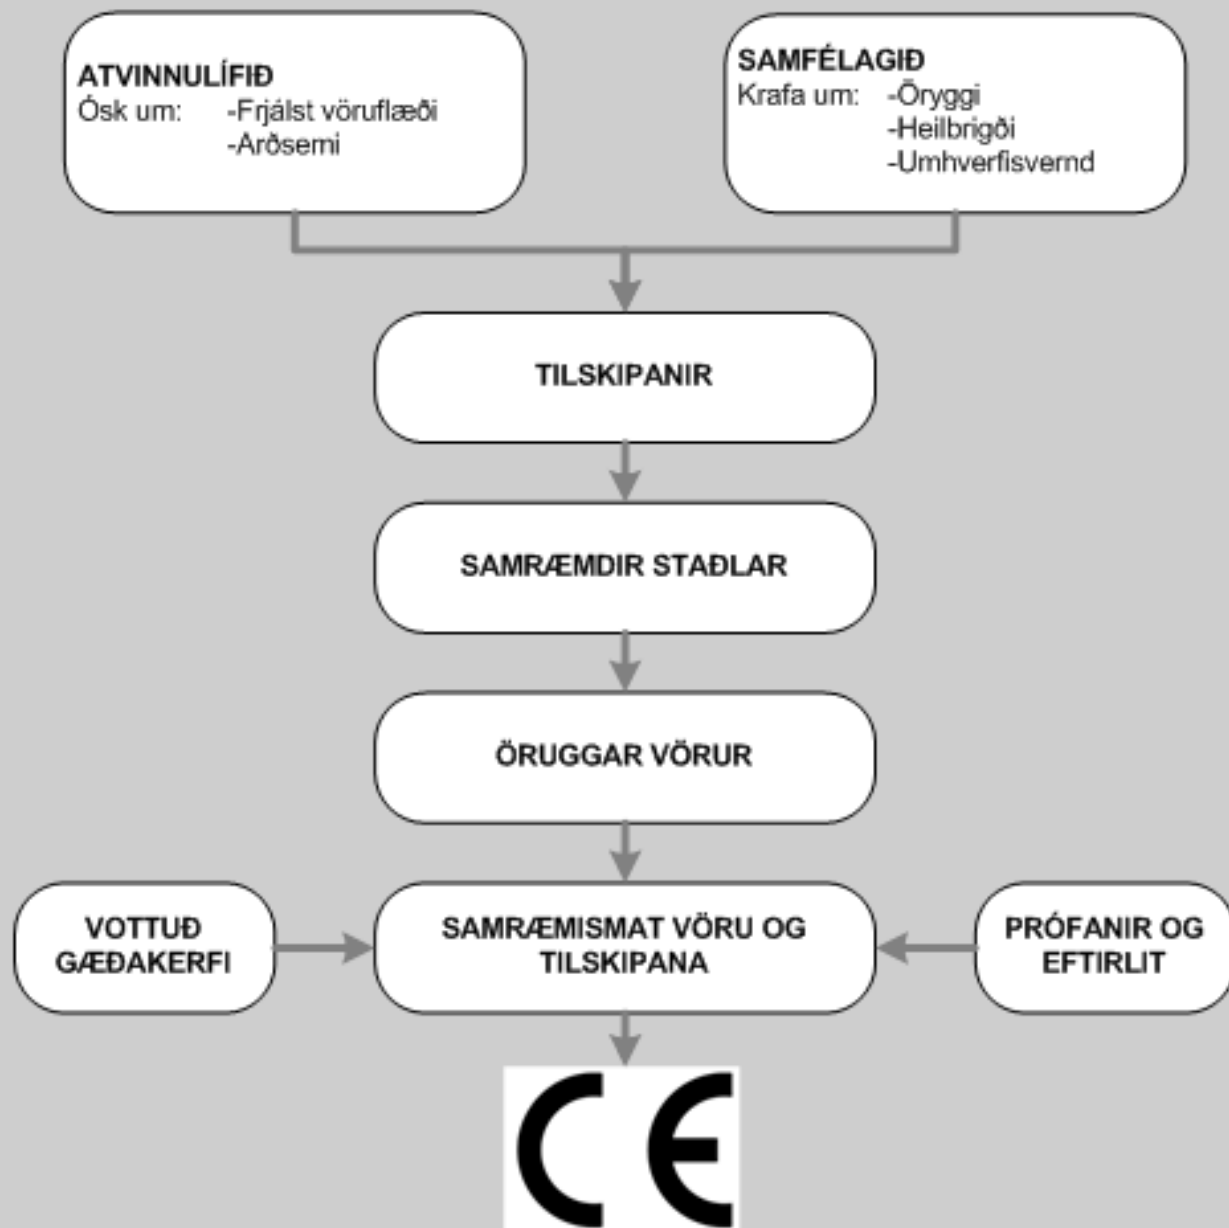 ATVINNULÍFIÐ
Ósk um: -Frjálst vöruflæði
-Arðsemi
SAMFÉLAGIÐ
Krafa um: -Öryggi
-Heilbrigði
-Umhverfisvernd
TILSKIPANIR
SAMRÆMDIR STAÐLAR
ÖRUGGAR VÖRUR
VOTTUÐ
GÆÐAKERFI
SAMRÆMISMAT VÖRU OG
TILSKIPANA
PRÓFANIR OG
EFTIRLIT
CE